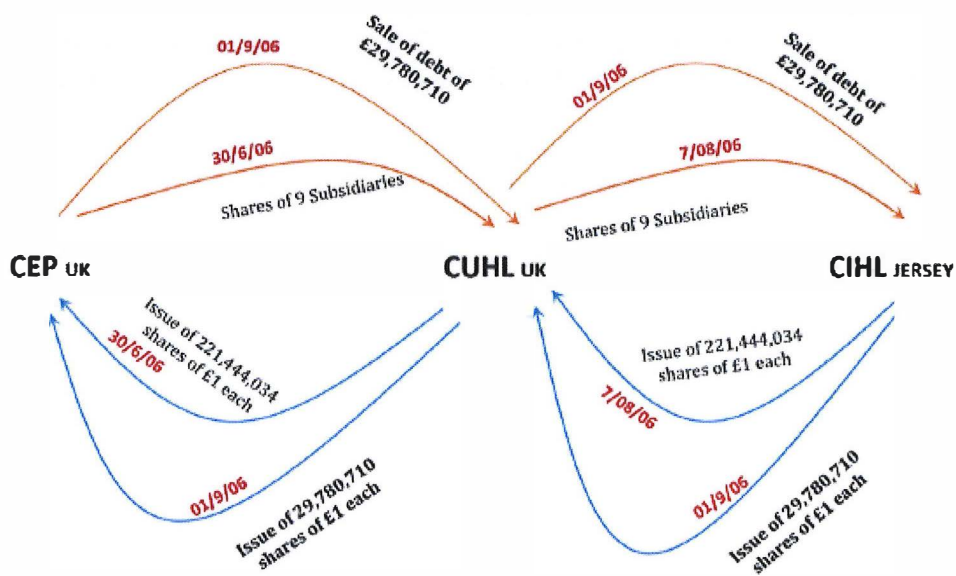 01/9/06
Sale of debt of
£29,780,710
30/6/06
Shares of 9 Subsidiaries
01/9/06
Sale of debt of
£29,780,710
7/08/06
Shares of 9 Subsidiaries
CEP UK
CUHL UK
CIHL JERSEY
Issue of 221,444,034
shares of £1 each
30/6/06
01/9/06
Issue of 29,780,710
shares of £1 each
Issue of 221,444,034
shares of £1 each
7/08/06
01/9/06
Issue of 29,780,710
shares of £1 each